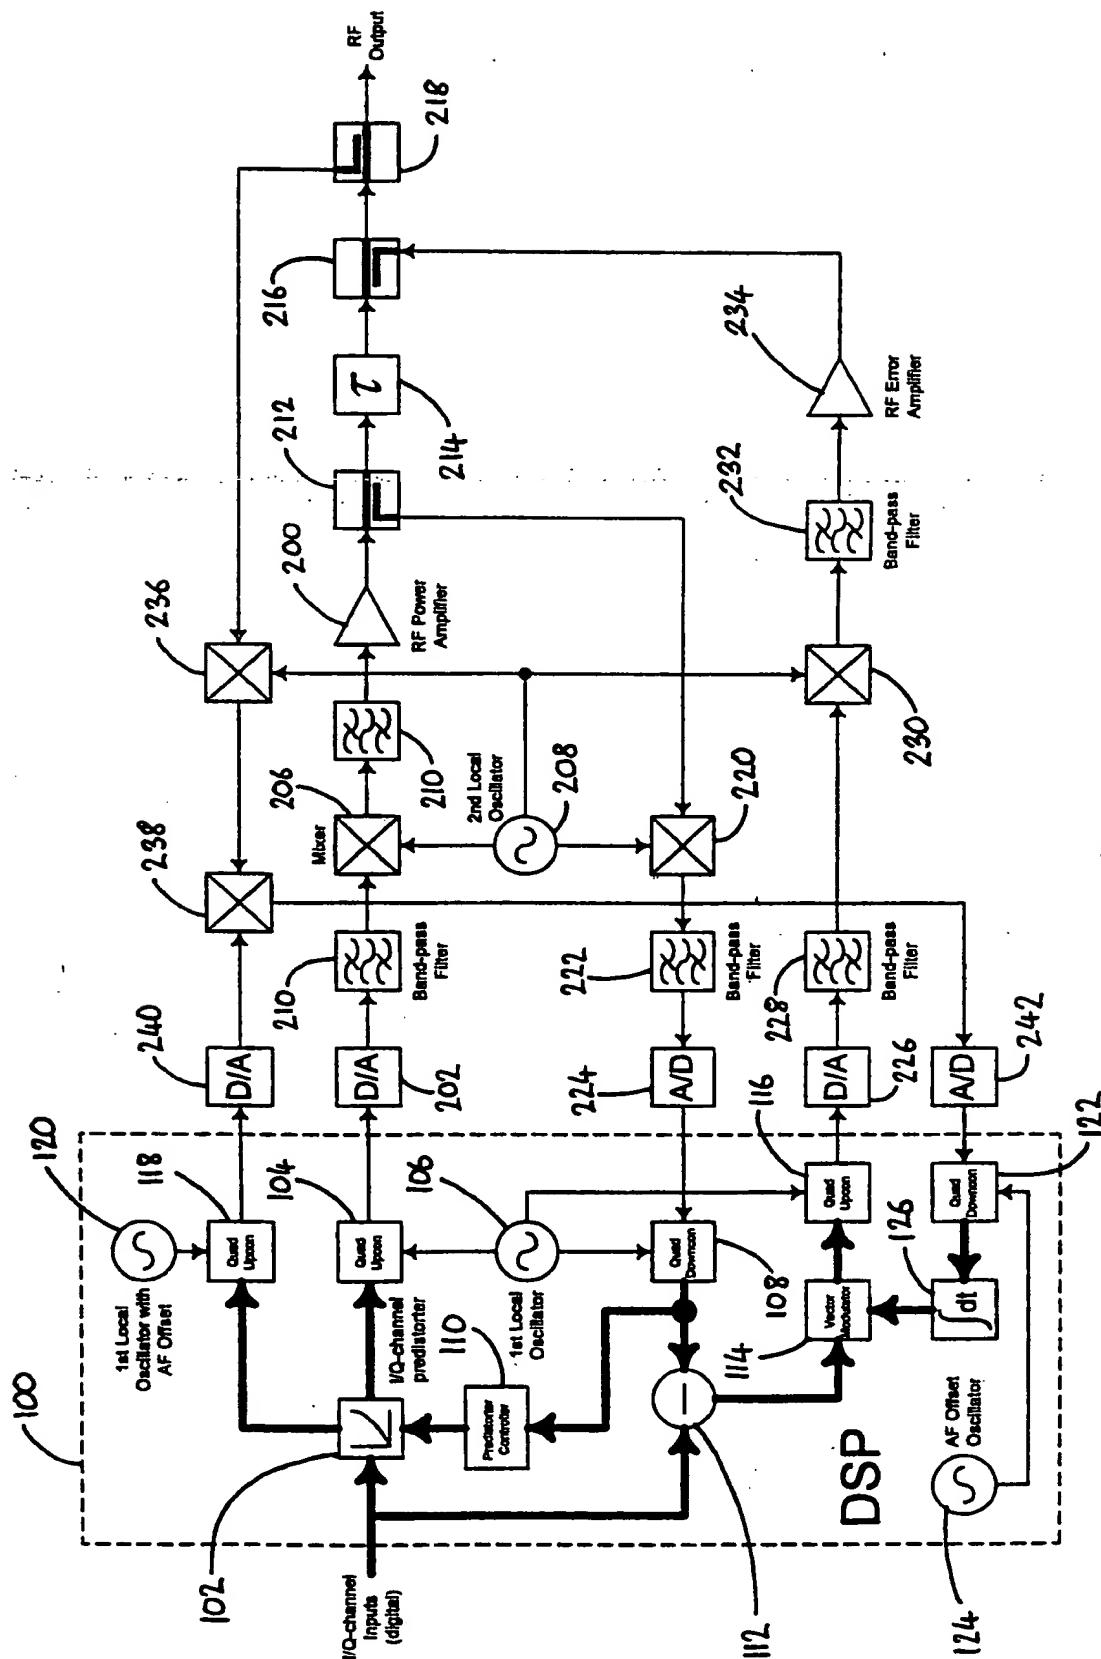 RF
Output
218
216
234
RF Error
Amplifier
τ
214
212
232
Band-pass
Filter
200
RF Power
Amplifier
236
230
210
206
Mixer
2nd Local
Oscillator
208
220
238
210
Band-pass
Filter
222
Band-pass
Filter
228
Band-pass
Filter
240
D/A
D/A
202
224
A/D
D/A
226
A/D
242
120
118
Quad
Upcon
104
Quad
Upcon
106
116
Quad
Upcon
122
Quad
Downcon
Quad
Downcon
108
126
1st Local
Oscillator with
AF Offset
I/Q-channel
predistorter
110
1st Local
Oscillator
114
Vector
Modulator
∫dt
100
Predistorter
Controller
AF Offset
Oscillator
DSP
102
I/Q-channel
Inputs
(digital)
112
124